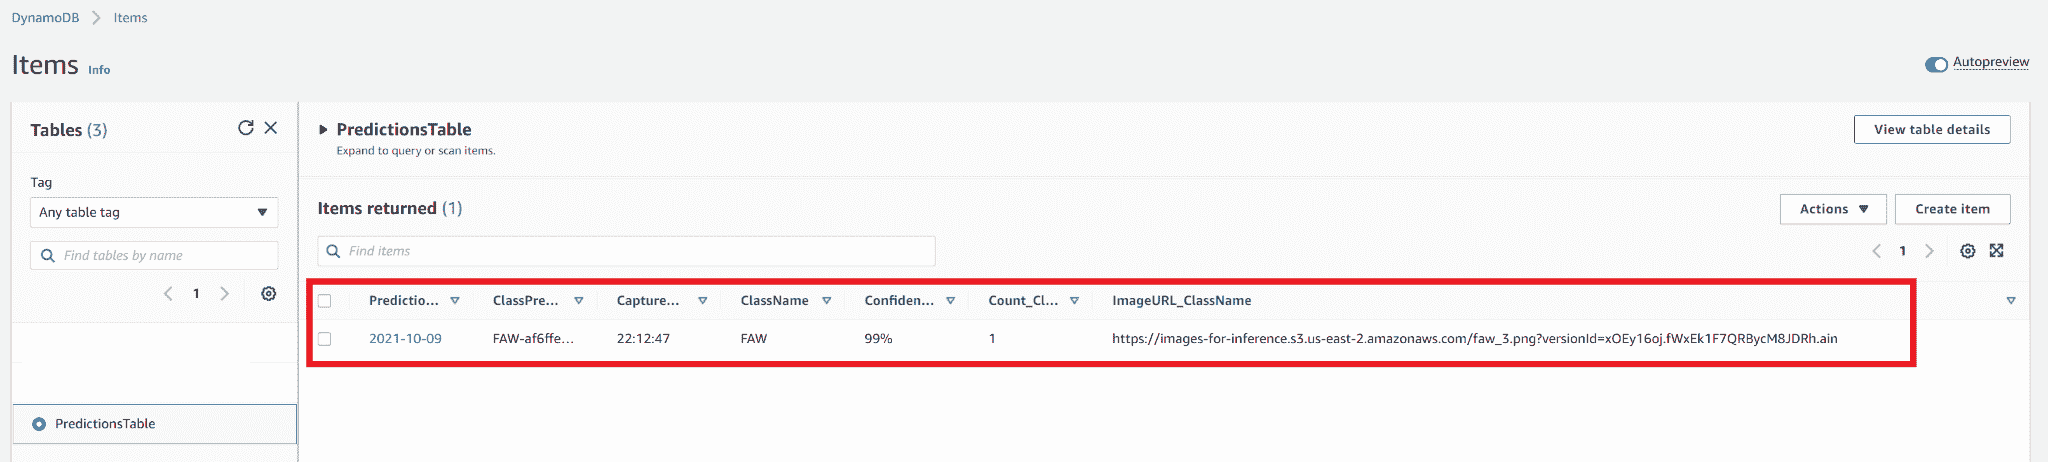 DynamoDB > Items
Items Info
Autopreview
Tables (3)
Tag
Any table tag
Find tables by name
1
PredictionsTable
PredictionsTable
Expand to query or scan items.
View table details
Items returned (1)
Actions
Create item
Find items
1
Predictio... ClassPre... Capture... ClassName Confiden... Count_Cl... ImageURL_ClassName
2021-10-09 FAW-af6ffe... 22:12:47 FAW 99% 1 https://images-for-inference.s3.us-east-2.amazonaws.com/faw_3.png?versionId=xOEy16oj.fWxEk1F7QRBycM8JDRh.ain